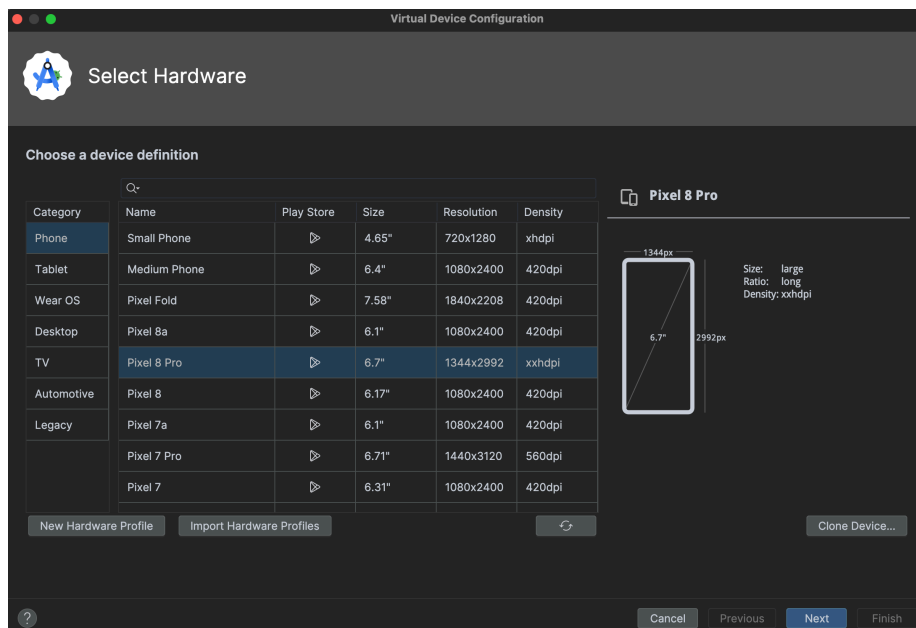 Virtual Device Configuration
Select Hardware
Choose a device definition
Category
Phone
Tablet
Wear OS
Desktop
TV
Automotive
Legacy
Name Play Store Size Resolution Density
Small Phone 4.65" 720x1280 xhdpi
Medium Phone 6.4" 1080x2400 420dpi
Pixel Fold 7.58" 1840x2208 420dpi
Pixel 8a 6.1" 1080x2400 420dpi
Pixel 8 Pro 6.7" 1344x2992 xxhdpi
Pixel 8 6.17" 1080x2400 420dpi
Pixel 7a 6.1" 1080x2400 420dpi
Pixel 7 Pro 6.71" 1440x3120 560dpi
Pixel 7 6.31" 1080x2400 420dpi
Pixel 8 Pro
1344px
6.7"
2992px
Size: large
Ratio: long
Density: xxhdpi
New Hardware Profile Import Hardware Profiles Clone Device...
? Cancel Previous Next Finish